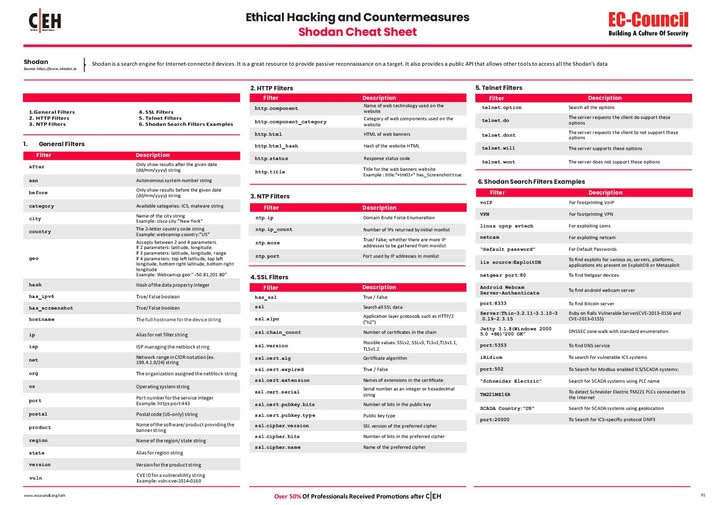 C|EH
Ethical Hacking and Countermeasures
Shodan Cheat Sheet
EC-Council
Building A Culture Of Security
Shodan
Source: https://www.shodan.io
Shodan is a search engine for Internet-connected devices. It is a great resource to provide passive reconnaissance on a target. It also provides a public API that allows other tools to access all the Shodan's data
1.General Filters
2. HTTP Filters
3. NTP Filters
4. SSL Filters
5. Telnet Filters
6. Shodan Search Filters Examples
1. General Filters
Filter Description
after Only show results after the given date
(dd/mm/yyyy) string
asn Autonomous system number string
before Only show results before the given date
(dd/mm/yyyy) string
category Available categories: ICS, malware string
city Name of the city string
Example: cisco city:"New York"
country The 2-letter country code string
Example: webcamxp country:"US"
geo Accepts between 2 and 4 parameters
If 2 parameters: latitude, longitude.
If 3 parameters: latitude, longitude, range
If 4 parameters: top left latitude, top left
longitude, bottom right latitude, bottom right
longitude
Example: Webcamxp geo:" -50.81,201.80"
hash Hash of the data property integer
has_ipv6 True/ False boolean
has_screenshot True/ False boolean
hostname The full hostname for the device string
ip Alias for net filter string
isp ISP managing the netblock string
net Network range in CIDR notation (ex.
199.4.1.0/24) string
org The organization assigned the netblock string
os Operating system string
port Port number for the service integer
Example: https port:443
postal Postal code (US-only) string
product Name of the software/ product providing the
banner string
region Name of the region/ state string
state Alias for region string
version Version for the product string
vuln CVE ID for a vulnerability string
Example: vuln:cve-2014-0160
2. HTTP Filters
Filter Description
http.component Name of web technology used on the
website
http.component_category Category of web components used on the
website
http.html HTML of web banners
http.html_hash Hash of the website HTML
http.status Response status code
http.title Title for the web banners website
3. NTP Filters
Filter Description
ntp.ip Domain Brute Force Enumeration
ntp.ip_count Number of IPs returned by initial monlist
ntp.more True/ False; whether there are more IP
addresses to be gathered from monlist
ntp.port Port used by IP addresses in monlist
4. SSL Filters
Filter Description
has_ssl True / False
ssl Search all SSL data
ssl.alpn Application layer protocols such as HTTP/2
("h2")
ssl.chain_count Number of certificates in the chain
ssl.version Possible values: SSLv2, SSLv3, TLSv1,TLSv1.1,
TLSv1.2
ssl.cert.alg Certificate algorithm
ssl.cert.expired True / False
ssl.cert.extension Names of extensions in the certificate
ssl.cert.serial Serial number as an integer or hexadecimal
string
ssl.cert.pubkey.bits Number of bits in the public key
ssl.cert.pubkey.type Public key type
ssl.cipher.version SSL version of the preferred cipher
ssl.cipher.bits Number of bits in the preferred cipher
ssl.cipher.name Name of the preferred cipher
5. Telnet Filters
Filter Description
telnet option Search all the options
telnet.do The server requests the client do support these
options
telnet.dont The server requests the client to not support these
options
telnet.will The server supports these options
telnet.wont The server does not support these options
6. Shodan Search Filters Examples
Filter Description
voIP For footprinting VoIP
VPN For footprinting VPN
linux upnp avtech For exploiting cams
netcam For exploiting netcam
"default password" For Default Passwords
iis source:ExploitDB To find exploits for various os, servers, platforms,
applications etc present on ExploitDB or Metasploit
netgear port:80 To find Netgear devices
Android Webcam
Server-Authenticate To find android webcam server
port:8333 To find Bitcoin server
Server:Thin-3.2.11-3.1.10-3
.0.19-2.3.15 Ruby on Rails Vulnerable Server(CVE-2013-0156 and
CVE-2013-0155)
Jetty 3.1.8(Windows 2000
5.0 x86)"200 OK" DNSSEC zone walk with standard enumeration
port:5353 To find DNS service
iRidium To search for vulnerable ICS systems
port:502 To Search for Modbus enabled ICS/SCADA systems:
"Schneider Electric" Search for SCADA systems using PLC name
TM221ME16R To detect Schneider Electric TM221 PLCs connected to
the Internet
SCADA Country:"US" Search for SCADA systems using geolocation
port:20000 To Search for ICS-specific protocol DNP3
www.eccouncil.org/ceh
Over 50% Of Professionals Received Promotions after C|EH